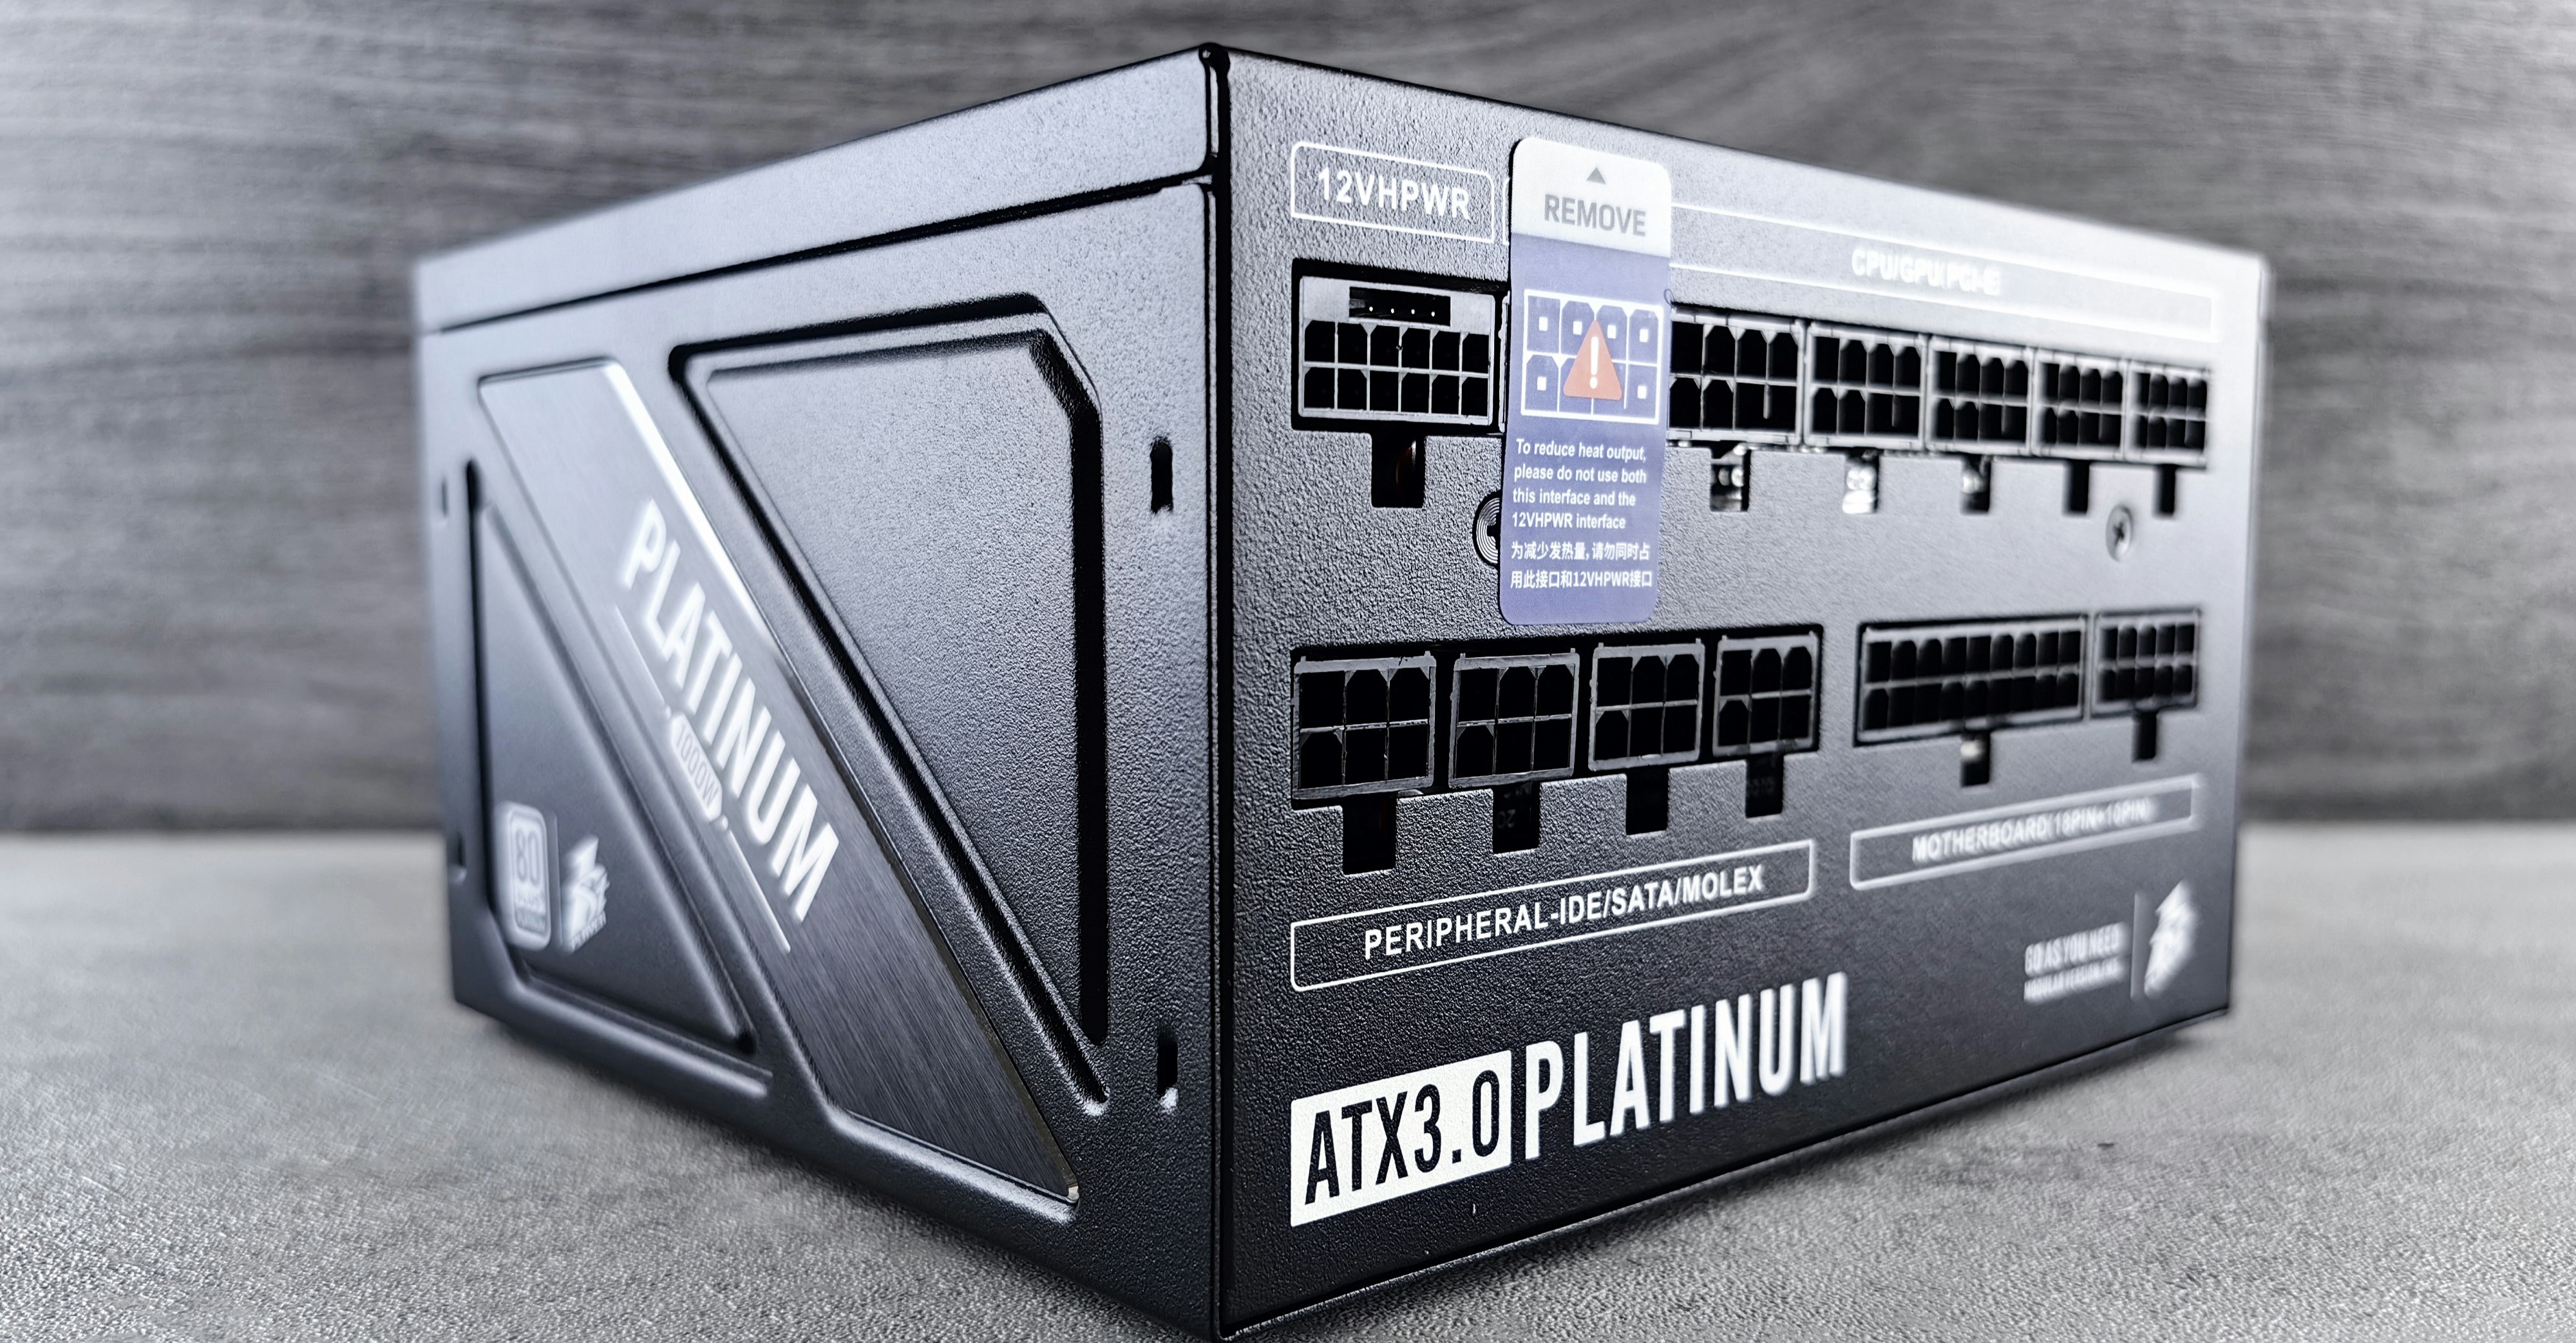 PLATINUM
1000W
80
12VHPWR
REMOVE
CPU/GPU(PCI-E)
To reduce heat output,
please do not use both
this interface and the
12VHPWR interface
为减少发热量,请勿同时占
用此接口和12VHPWR接口
PERIPHERAL-IDE/SATA/MOLEX
MOTHERBOARD(18PIN+10PIN)
GO AS YOU NEED
ATX3.0 PLATINUM